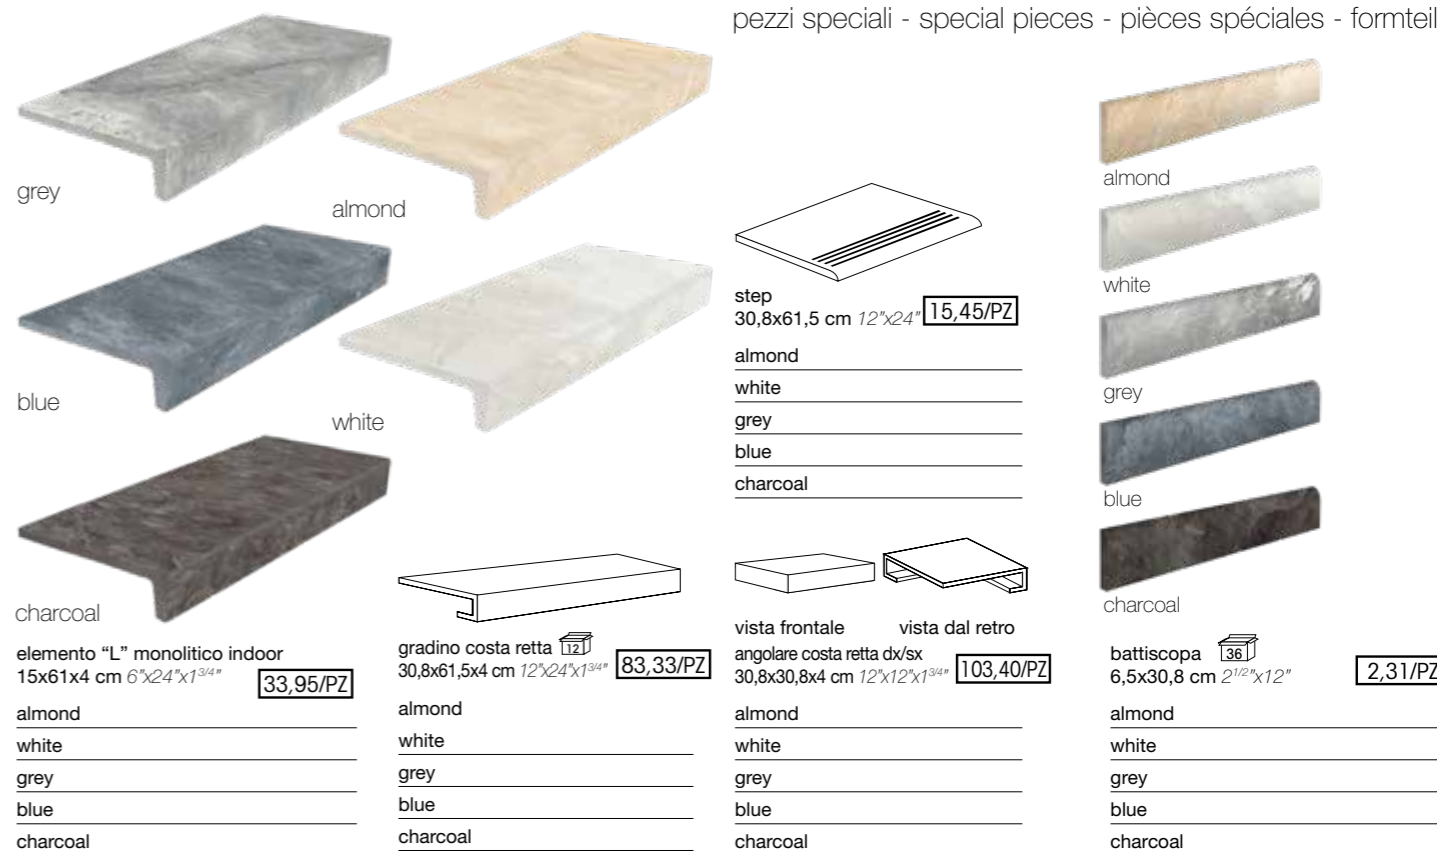 pezzi speciali - special pieces - pièces spéciales - formteil
grey
almond
blue
white
charcoal
elemento “L” monolitico indoor
15x61x4 cm 6"x24"x1 3/4"
33,95/PZ
almond
white
grey
blue
charcoal
gradino costa retta 12
30,8x61,5x4 cm 12"x24"x1 3/4"
83,33/PZ
almond
white
grey
blue
charcoal
step
30,8x61,5 cm 12"x24"
15,45/PZ
almond
white
grey
blue
charcoal
vista frontale vista dal retro
angolare costa retta dx/sx
30,8x30,8x4 cm 12"x12"x1 3/4"
103,40/PZ
almond
white
grey
blue
charcoal
almond
white
grey
blue
charcoal
battiscopa 36
6,5x30,8 cm 2 1/2"x12"
2,31/PZ
almond
white
grey
blue
charcoal